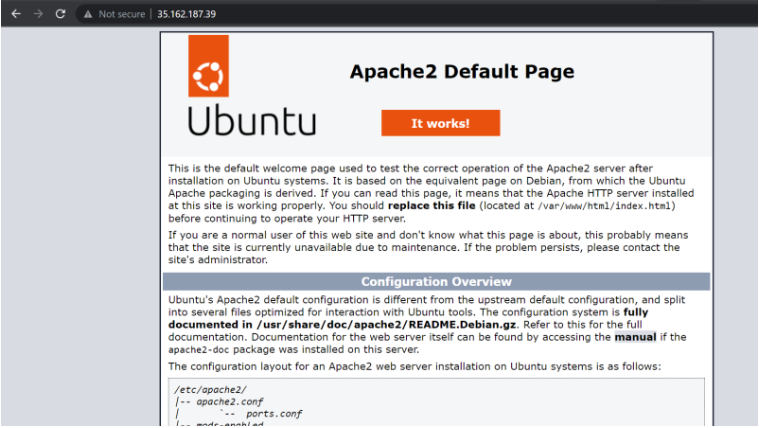 Not secure | 35.162.187.39
Apache2 Default Page
Ubuntu
It works!
This is the default welcome page used to test the correct operation of the Apache2 server after
installation on Ubuntu systems. It is based on the equivalent page on Debian, from which the Ubuntu
Apache packaging is derived. If you can read this page, it means that the Apache HTTP server installed
at this site is working properly. You should replace this file (located at /var/www/html/index.html)
before continuing to operate your HTTP server.
If you are a normal user of this web site and don't know what this page is about, this probably means
that the site is currently unavailable due to maintenance. If the problem persists, please contact the
site's administrator.
Configuration Overview
Ubuntu's Apache2 default configuration is different from the upstream default configuration, and split
into several files optimized for interaction with Ubuntu tools. The configuration system is fully
documented in /usr/share/doc/apache2/README.Debian.gz. Refer to this for the full
documentation. Documentation for the web server itself can be found by accessing the manual if the
apache2-doc package was installed on this server.
The configuration layout for an Apache2 web server installation on Ubuntu systems is as follows:
/etc/apache2/
|-- apache2.conf
|       `--  ports.conf
|-- mods-enabled